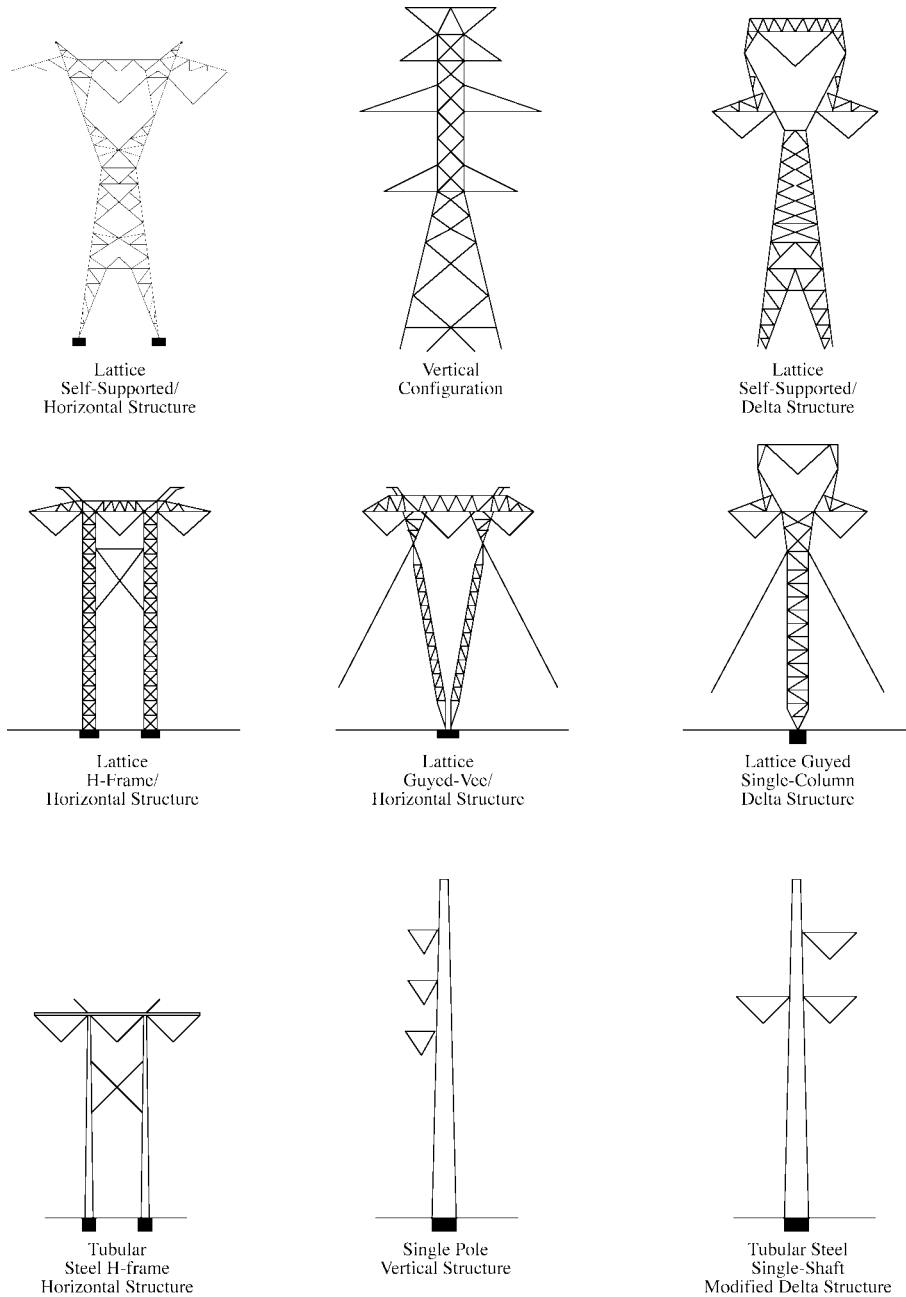 Lattice
Self-Supported/
Horizontal Structure
Vertical
Configuration
Lattice
Self-Supported/
Delta Structure
Lattice
H-Frame/
Horizontal Structure
Lattice
Guyed-Vee/
Horizontal Structure
Lattice Guyed
Single-Column
Delta Structure
Tubular
Steel H-frame
Horizontal Structure
Single Pole
Vertical Structure
Tubular Steel
Single-Shaft
Modified Delta Structure